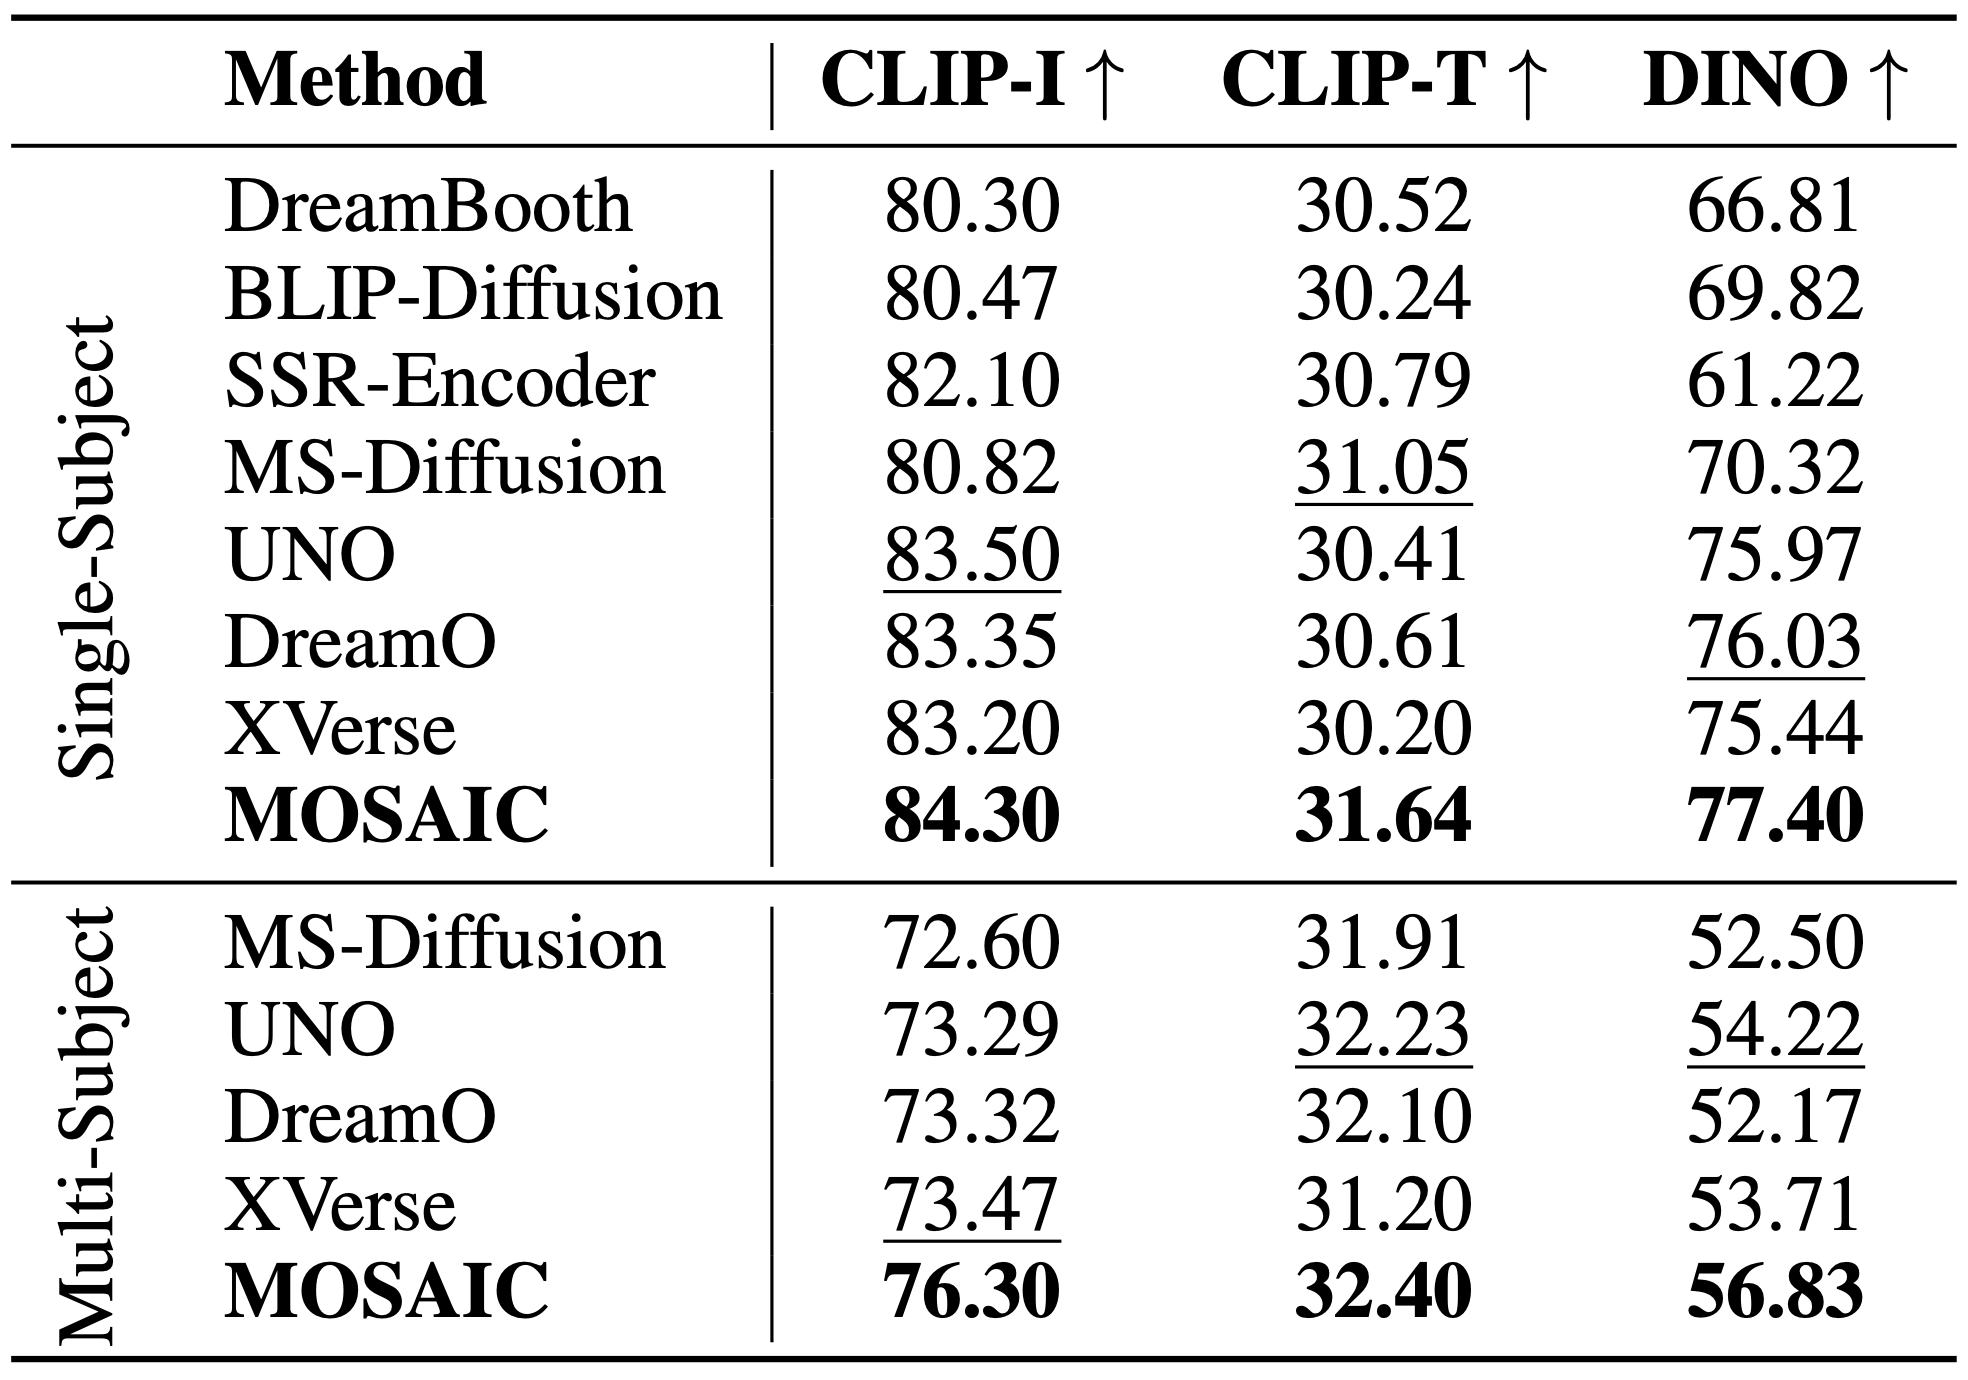 Method CLIP-I ↑ CLIP-T ↑ DINO ↑
Single-Subject
DreamBooth 80.30 30.52 66.81
BLIP-Diffusion 80.47 30.24 69.82
SSR-Encoder 82.10 30.79 61.22
MS-Diffusion 80.82 31.05 70.32
UNO 83.50 30.41 75.97
DreamO 83.35 30.61 76.03
XVerse 83.20 30.20 75.44
MOSAIC 84.30 31.64 77.40
Multi-Subject
MS-Diffusion 72.60 31.91 52.50
UNO 73.29 32.23 54.22
DreamO 73.32 32.10 52.17
XVerse 73.47 31.20 53.71
MOSAIC 76.30 32.40 56.83